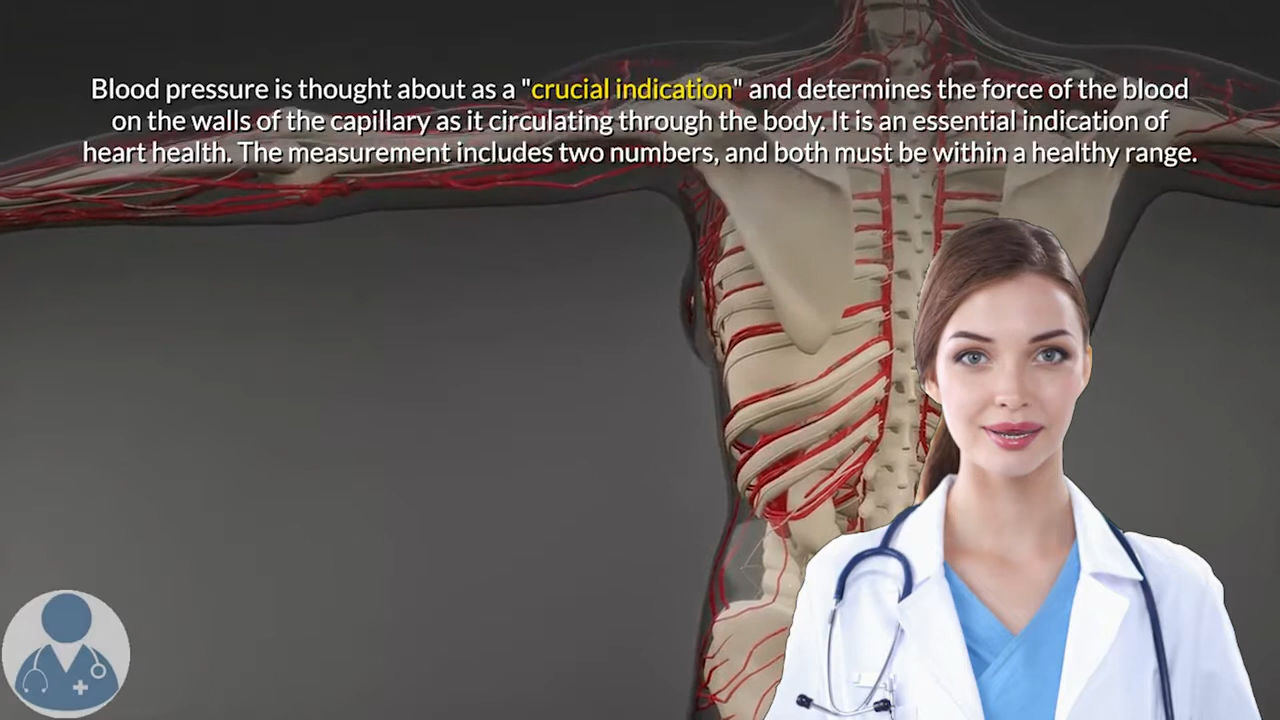 Blood pressure is thought about as a "crucial indication" and determines the force of the blood
on the walls of the capillary as it circulating through the body. It is an essential indication of
heart health. The measurement includes two numbers, and both must be within a healthy range.